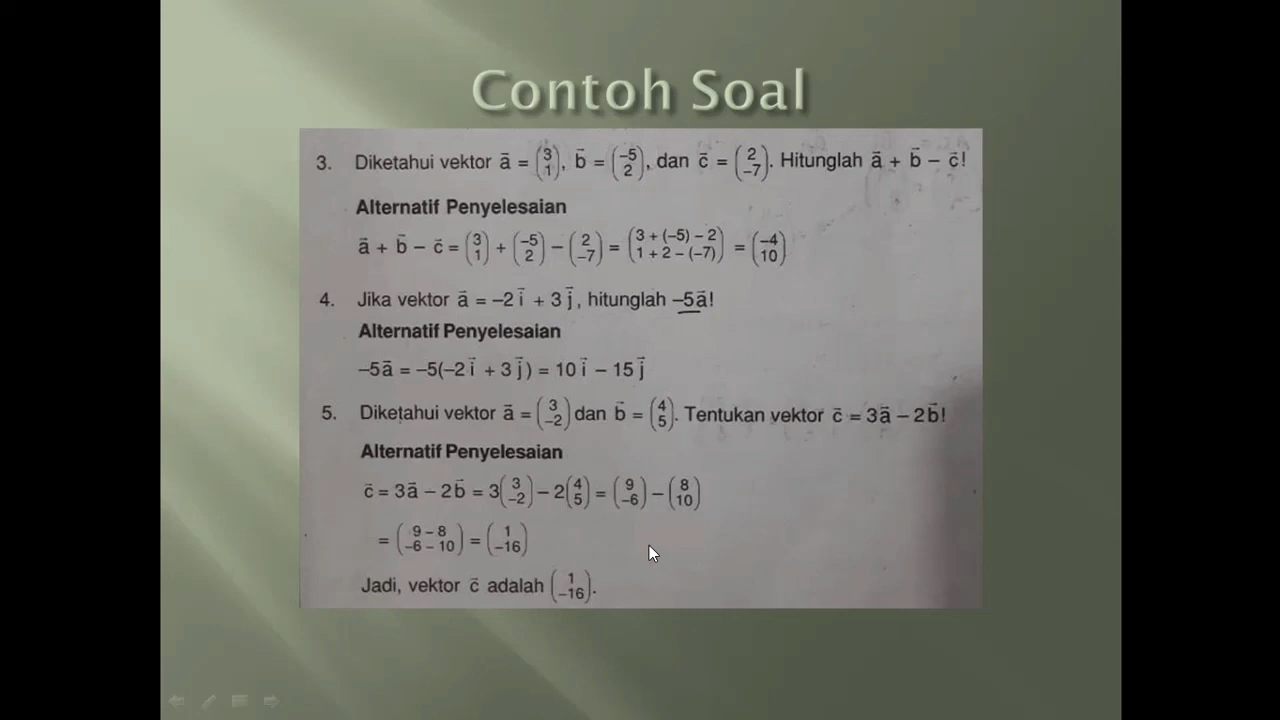 Contoh Soal
3. Diketahui vektor a⃗ = (3 1), b⃗ = (−5 2), dan c⃗ = (2 −7). Hitunglah a⃗ + b⃗ − c⃗!
Alternatif Penyelesaian
a⃗ + b⃗ − c⃗ = (3 1) + (−5 2) − (2 −7) = (3 + (−5) − 2 1 + 2 − (−7)) = (−4 10)
4. Jika vektor a⃗ = −2 i⃗ + 3 j⃗, hitunglah −5a⃗!
Alternatif Penyelesaian
−5a⃗ = −5(−2 i⃗ + 3 j⃗) = 10 i⃗ − 15 j⃗
5. Diketahui vektor a⃗ = (3 −2) dan b⃗ = (4 5). Tentukan vektor c⃗ = 3a⃗ − 2b⃗!
Alternatif Penyelesaian
c⃗ = 3a⃗ − 2b⃗ = 3(3 −2) − 2(4 5) = (9 −6) − (8 10)
= (9 − 8 −6 − 10) = (1 −16)
Jadi, vektor c⃗ adalah (1 −16).